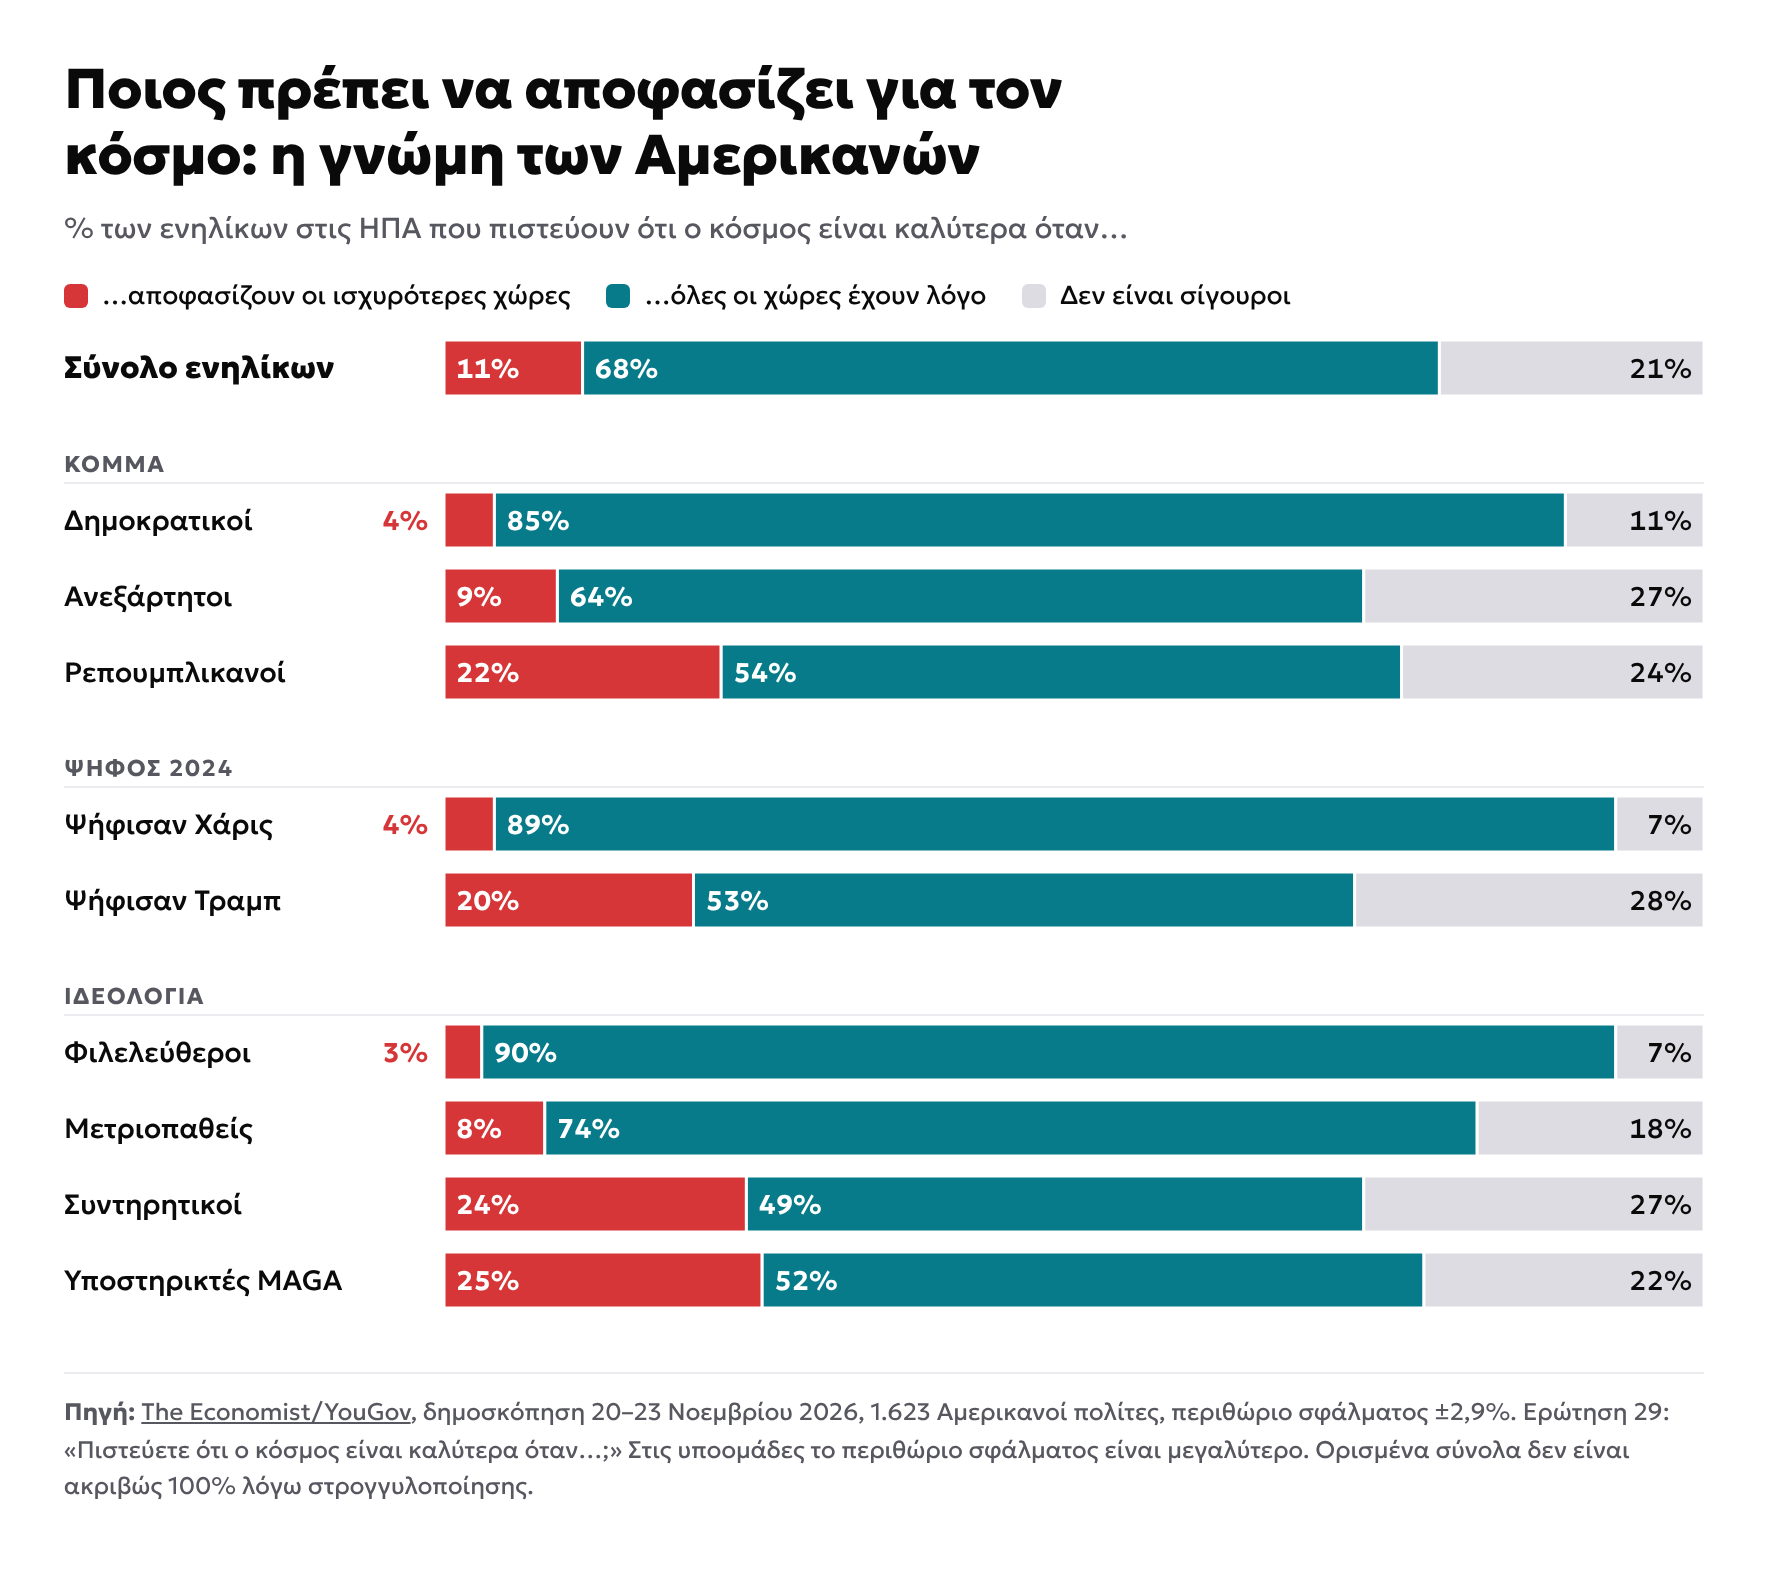 Ποιος πρέπει να αποφασίζει για τον
κόσμο: η γνώμη των Αμερικανών
% των ενηλίκων στις ΗΠΑ που πιστεύουν ότι ο κόσμος είναι καλύτερα όταν…
…αποφασίζουν οι ισχυρότερες χώρες …όλες οι χώρες έχουν λόγο Δεν είναι σίγουροι
Σύνολο ενηλίκων 11% 68% 21%
ΚΟΜΜΑ
Δημοκρατικοί 4% 85% 11%
Ανεξάρτητοι 9% 64% 27%
Ρεπουμπλικανοί 22% 54% 24%
ΨΗΦΟΣ 2024
Ψήφισαν Χάρις 4% 89% 7%
Ψήφισαν Τραμπ 20% 53% 28%
ΙΔΕΟΛΟΓΙΑ
Φιλελεύθεροι 3% 90% 7%
Μετριοπαθείς 8% 74% 18%
Συντηρητικοί 24% 49% 27%
Υποστηρικτές MAGA 25% 52% 22%
Πηγή: The Economist/YouGov, δημοσκόπηση 20–23 Νοεμβρίου 2026, 1.623 Αμερικανοί πολίτες, περιθώριο σφάλματος ±2,9%. Ερώτηση 29:
«Πιστεύετε ότι ο κόσμος είναι καλύτερα όταν…;» Στις υποομάδες το περιθώριο σφάλματος είναι μεγαλύτερο. Ορισμένα σύνολα δεν είναι
ακριβώς 100% λόγω στρογγυλοποίησης.